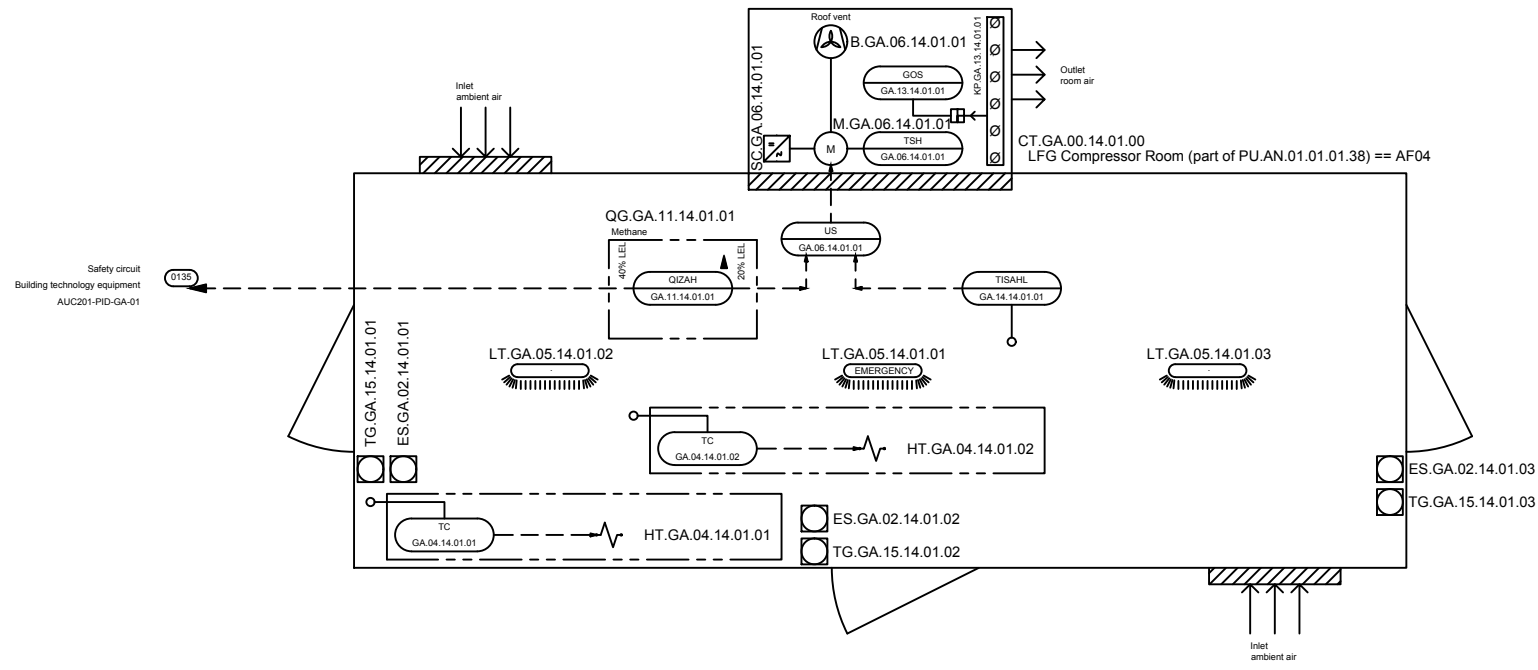 Roof vent
B.GA.06.14.01.01
KP.GA.13.14.01.01
SC.GA.06.14.01.01
GOS
GA.13.14.01.01
Outlet
room air
Inlet
ambient air
M.GA.06.14.01.01
M
TSH
GA.06.14.01.01
=
~
CT.GA.00.14.01.00
LFG Compressor Room (part of PU.AN.01.01.01.38) == AF04
QG.GA.11.14.01.01
Methane
40% LEL
20% LEL
US
GA.06.14.01.01
Safety circuit
Building technology equipment
AUC201-PID-GA-01
0135
QIZAH
GA.11.14.01.01
TISAHL
GA.14.14.01.01
TG.GA.15.14.01.01
ES.GA.02.14.01.01
LT.GA.05.14.01.02
LT.GA.05.14.01.01
EMERGENCY
LT.GA.05.14.01.03
TC
GA.04.14.01.02
HT.GA.04.14.01.02
ES.GA.02.14.01.03
TG.GA.15.14.01.03
TC
GA.04.14.01.01
HT.GA.04.14.01.01
ES.GA.02.14.01.02
TG.GA.15.14.01.02
Inlet
ambient air